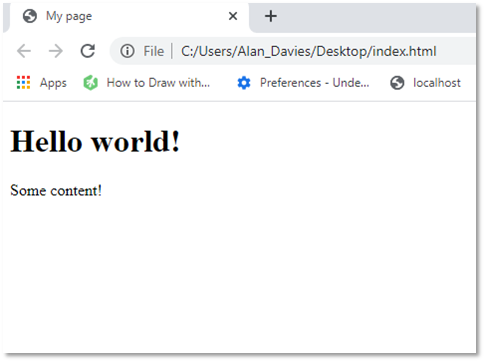 My page
File C:/Users/Alan_Davies/Desktop/index.html
Apps How to Draw with... Preferences - Unde... localhost
Hello world!
Some content!